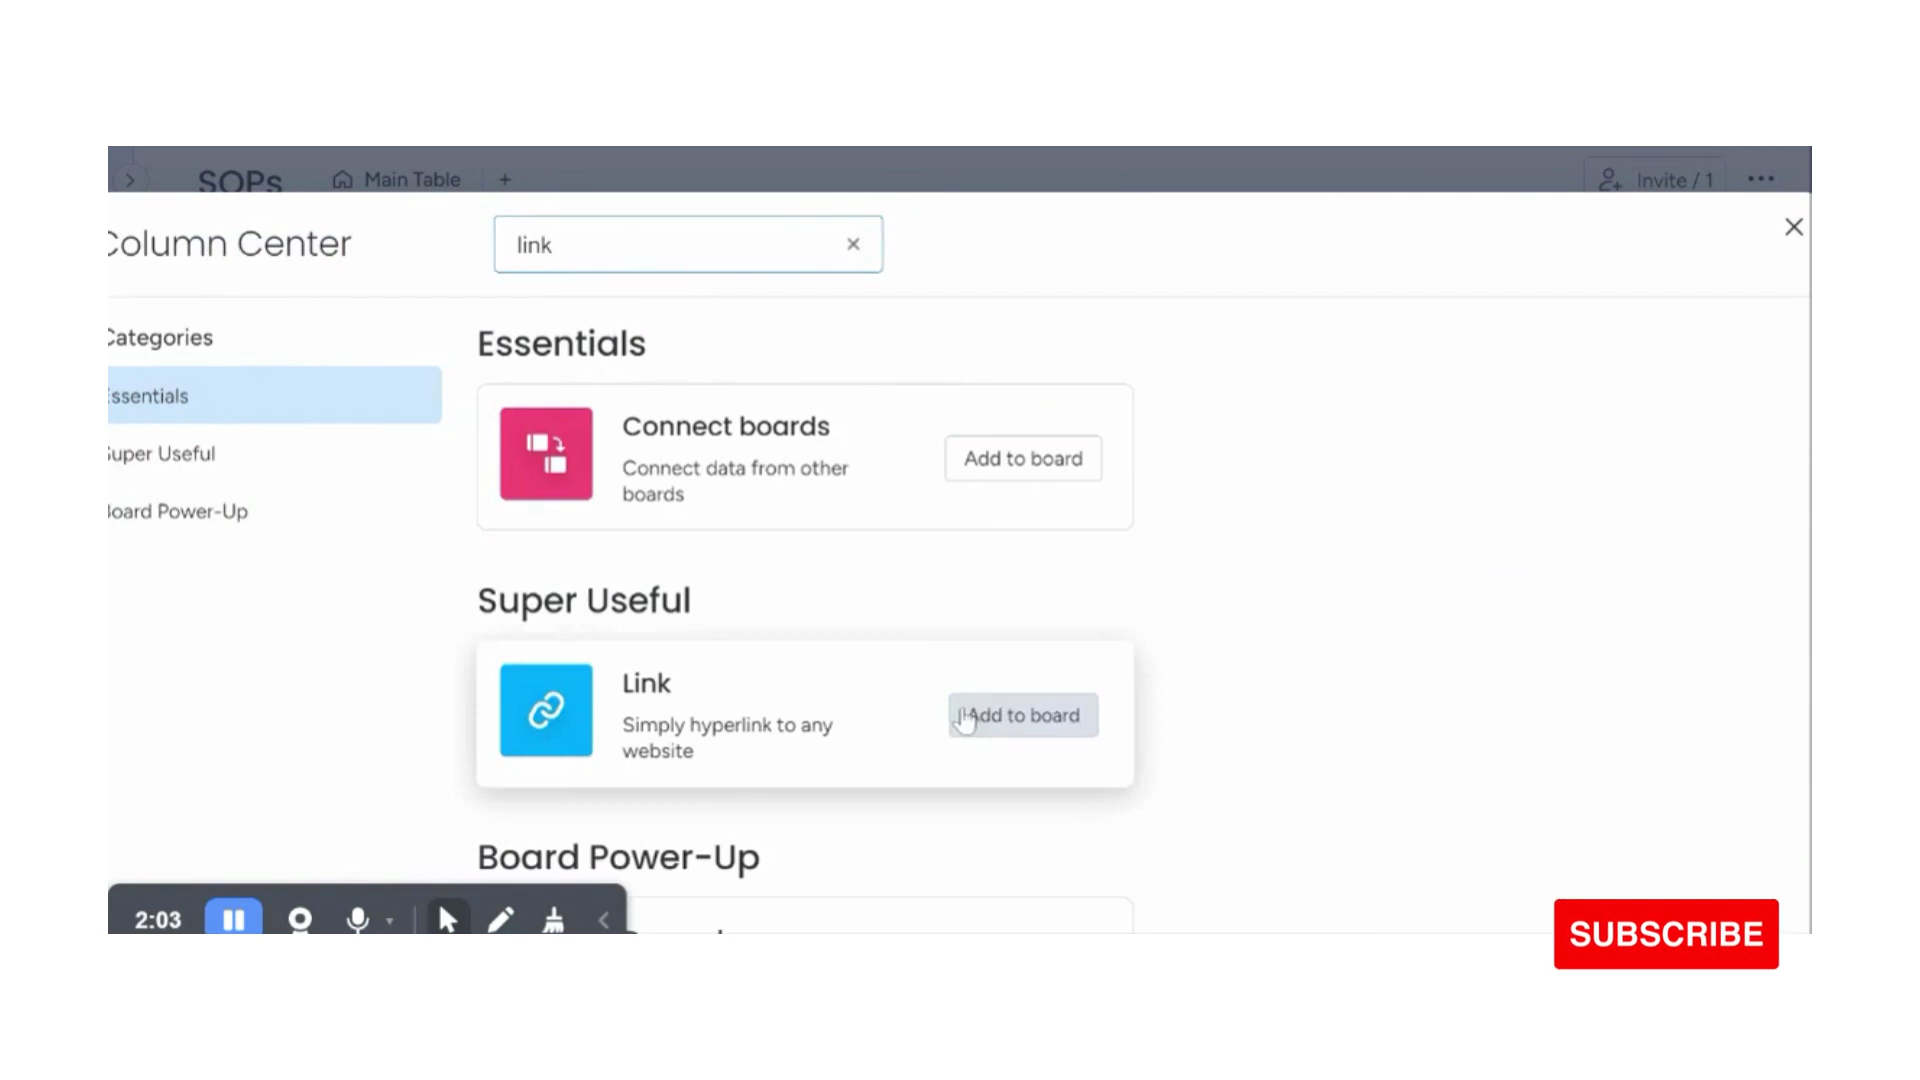 SOPs
Main Table
+
Invite / 1
Column Center
link
Categories
Essentials
Super Useful
Board Power-Up
Essentials
Connect boards
Connect data from other
boards
Add to board
Super Useful
Link
Simply hyperlink to any
website
Add to board
Board Power-Up
2:03
SUBSCRIBE